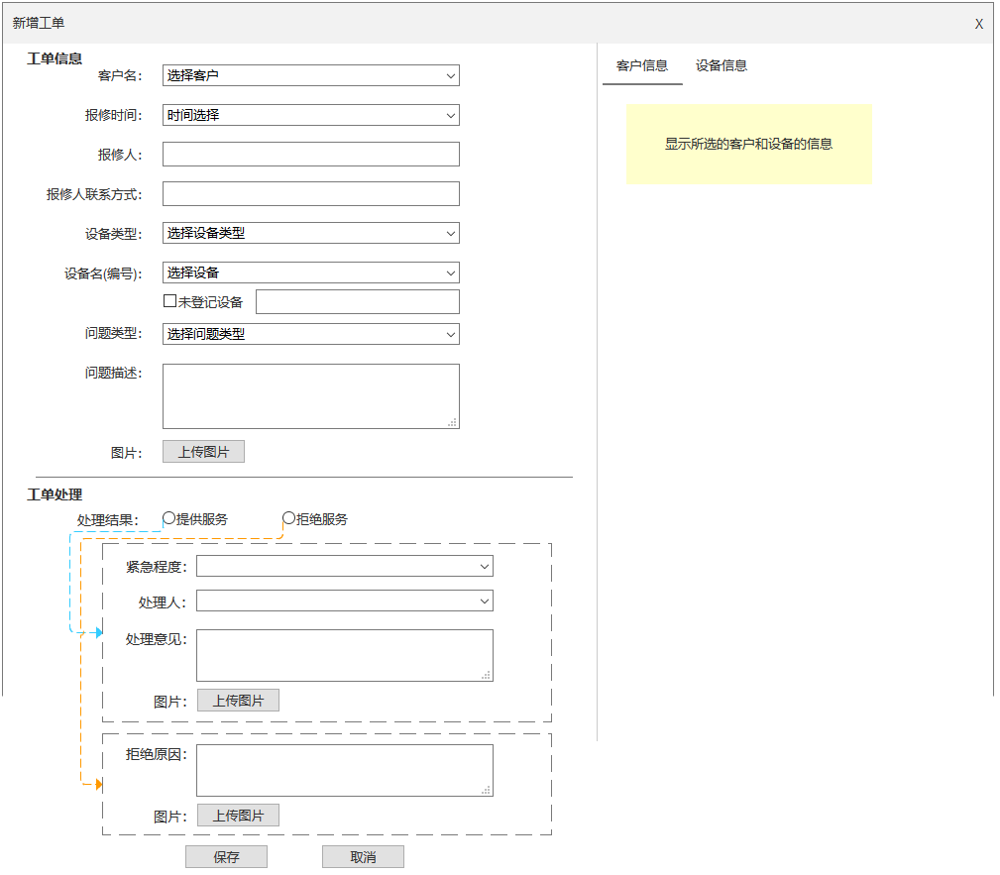 新增工单 X
工单信息
客户名： 选择客户
报修时间： 时间选择
报修人：
报修人联系方式：
设备类型： 选择设备类型
设备名(编号)： 选择设备
未登记设备
问题类型： 选择问题类型
问题描述：
图片： 上传图片
工单处理
处理结果： 提供服务 拒绝服务
紧急程度：
处理人：
处理意见：
图片： 上传图片
拒绝原因：
图片： 上传图片
保存 取消
客户信息 设备信息
显示所选的客户和设备的信息